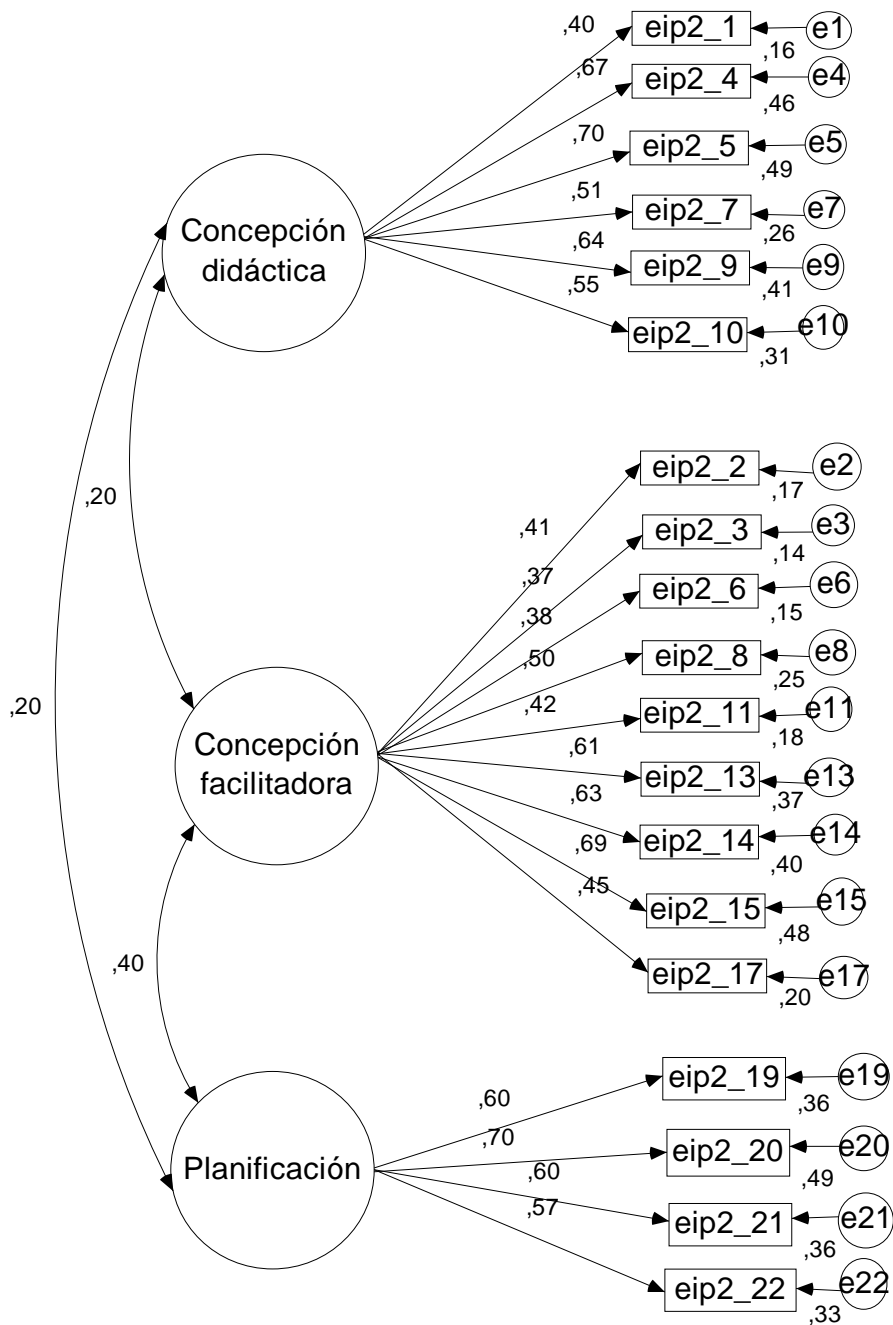 ,40
eip2_1
e1
,16
,67
eip2_4
e4
,46
,70
eip2_5
e5
,49
,51
eip2_7
e7
,26
,64
eip2_9
e9
,41
,55
eip2_10
e10
,31
Concepción
didáctica
,20
,20
,41
eip2_2
e2
,17
,37
eip2_3
e3
,14
,38
eip2_6
e6
,15
,50
eip2_8
e8
,25
,42
eip2_11
e11
,18
,61
eip2_13
e13
,37
,63
eip2_14
e14
,40
,69
eip2_15
e15
,48
,45
eip2_17
e17
,20
Concepción
facilitadora
,40
,60
eip2_19
e19
,36
,70
eip2_20
e20
,49
,60
eip2_21
e21
,36
,57
eip2_22
e22
,33
Planificación